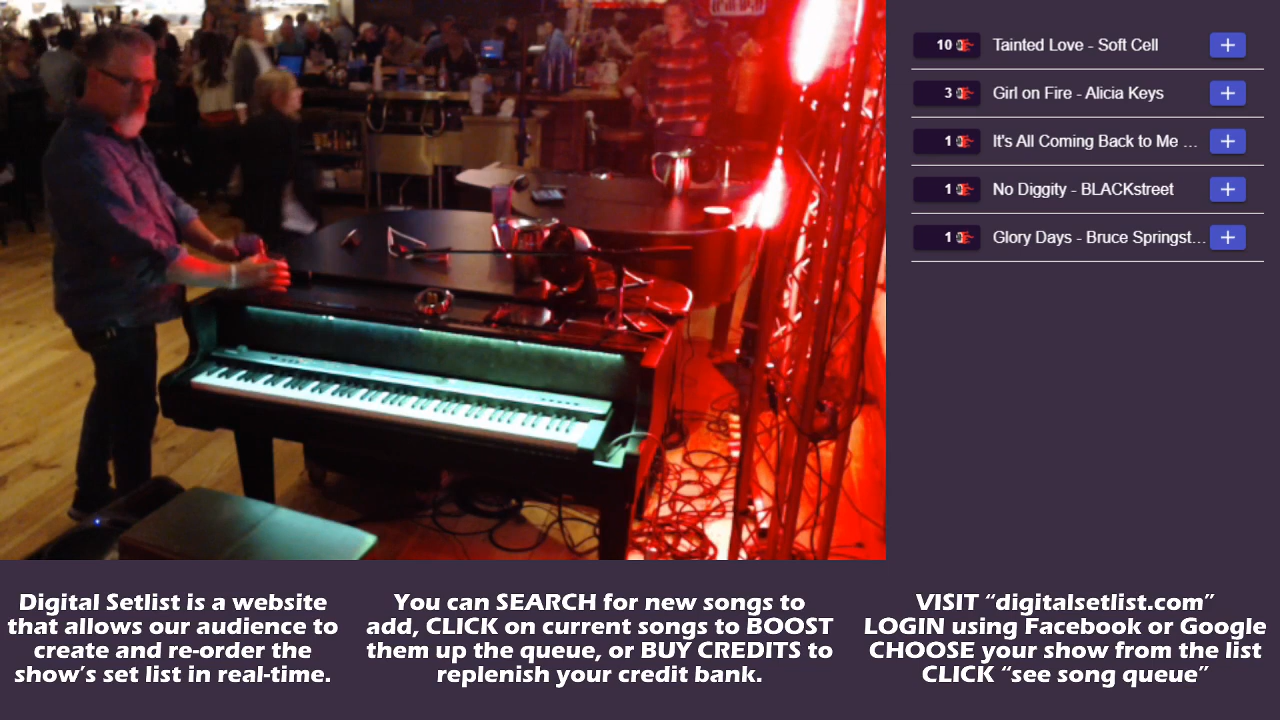 10 Tainted Love - Soft Cell
3 Girl on Fire - Alicia Keys
1 It's All Coming Back to Me ...
1 No Diggity - BLACKstreet
1 Glory Days - Bruce Springst...
Digital Setlist is a website
that allows our audience to
create and re-order the
show's set list in real-time.
You can SEARCH for new songs to
add, CLICK on current songs to BOOST
them up the queue, or BUY CREDITS to
replenish your credit bank.
VISIT “digitalsetlist.com”
LOGIN using Facebook or Google
CHOOSE your show from the list
CLICK “see song queue”